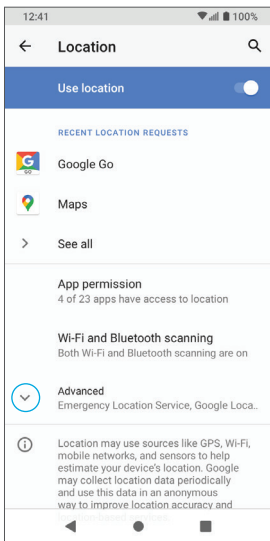 12:41
100%
Location
Use location
RECENT LOCATION REQUESTS
G
GO
Google Go
Maps
See all
App permission
4 of 23 apps have access to location
Wi-Fi and Bluetooth scanning
Both Wi-Fi and Bluetooth scanning are on
Advanced
Emergency Location Service, Google Loca..
Location may use sources like GPS, Wi-Fi,
mobile networks, and sensors to help
estimate your device's location. Google
may collect location data periodically
and use this data in an anonymous
way to improve location accuracy and